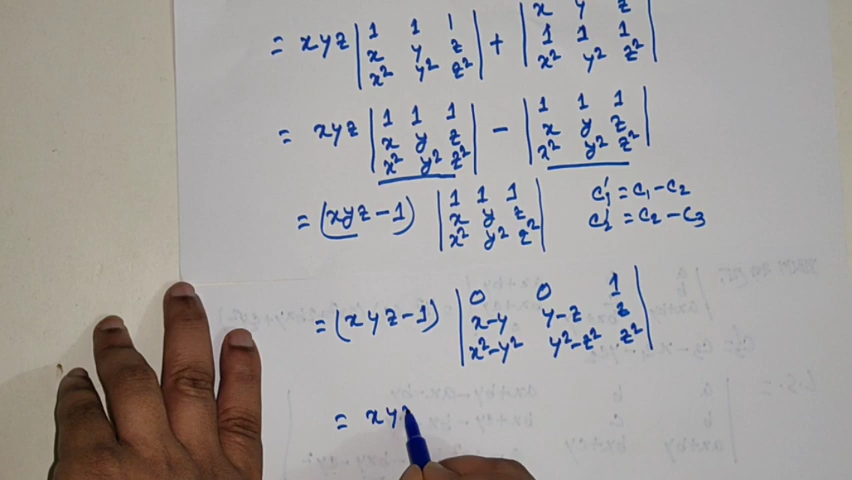 = xyz | 1 1 1 | + | x y z |
| x y z | | 1 1 1 |
| x² y² z² | | x² y² z² |
= xyz | 1 1 1 | - | 1 1 1 |
| x y z | | x y z |
| x² y² z² | | x² y² z² |
= (xyz-1) | 1 1 1 | c₁' = c₁-c₂
| x y z | c₂' = c₂-c₃
| x² y² z² |
= (xyz-1) | 0 0 1 |
| x-y y-z z |
| x²-y² y²-z² z² |
= xy